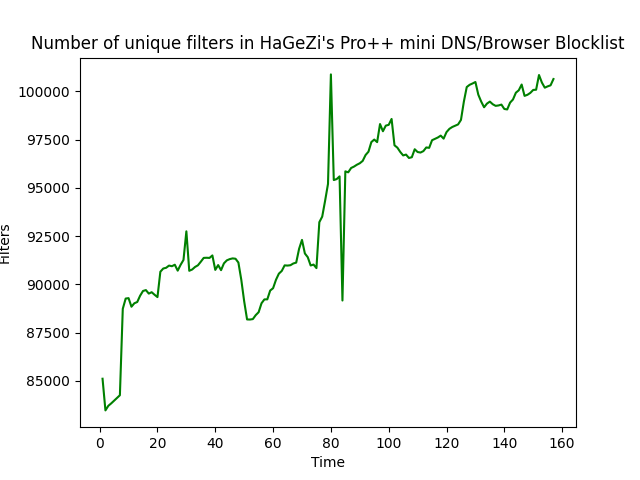 Number of unique filters in HaGeZi's Pro++ mini DNS/Browser Blocklist
100000
97500
95000
92500
90000
87500
85000
Filters
0 20 40 60 80 100 120 140 160
Time